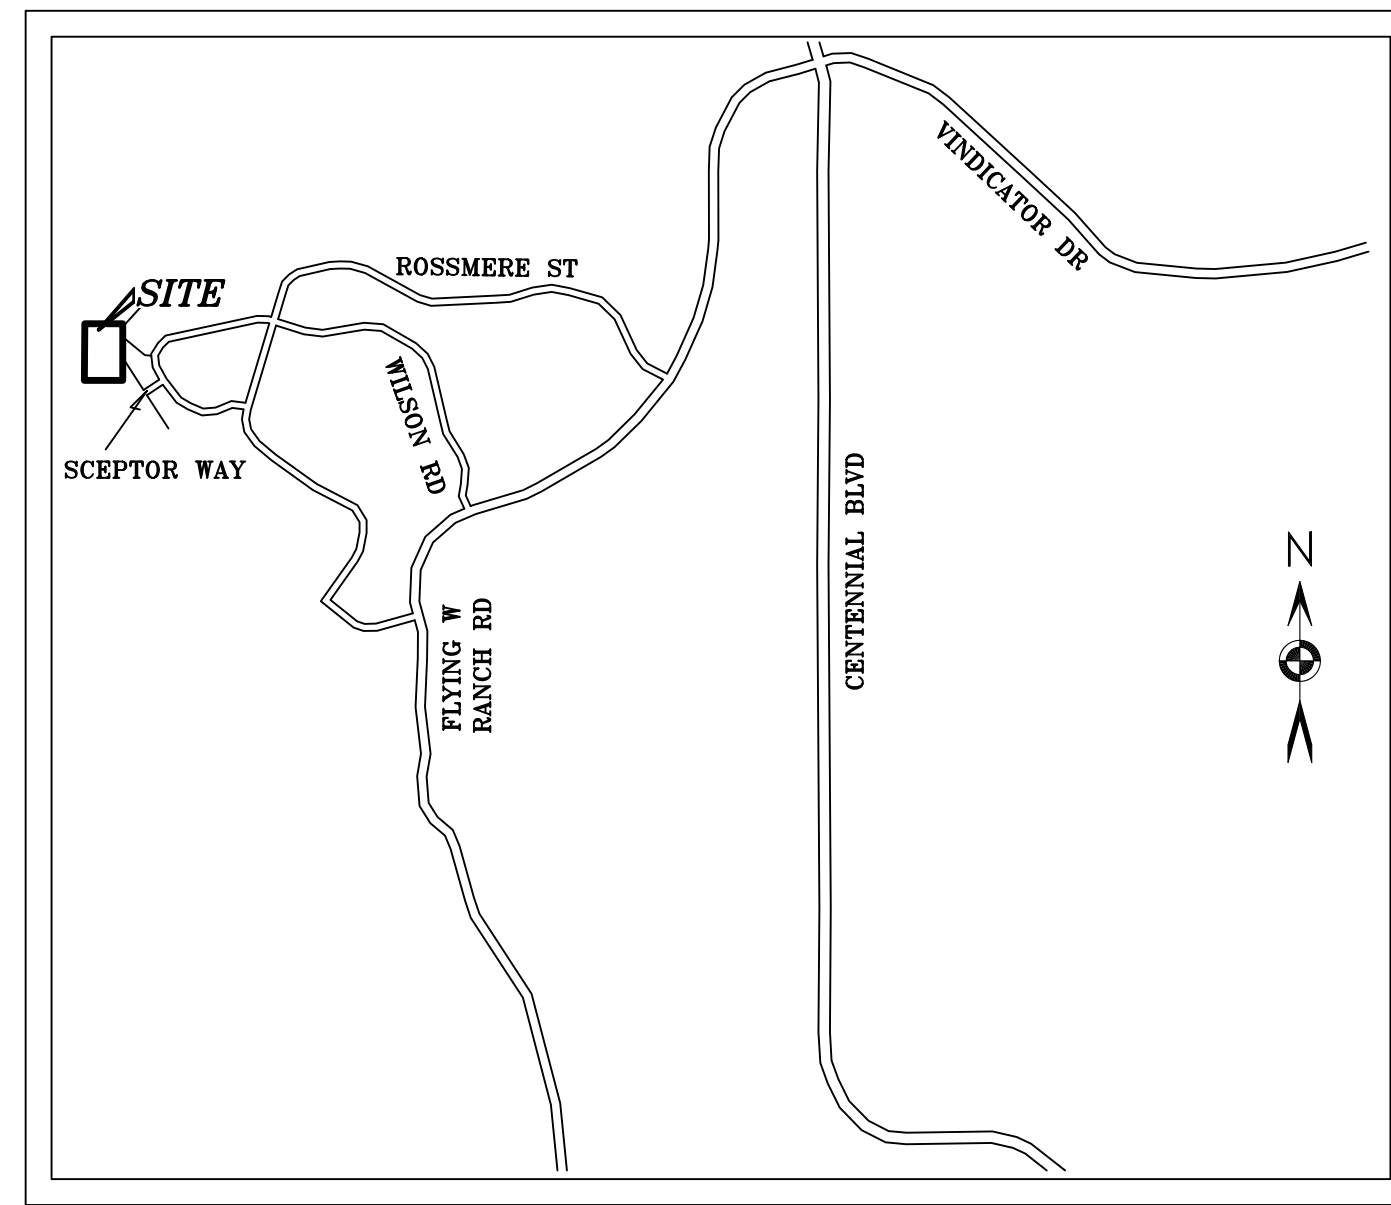 VINDICATOR DR
ROSSMERE ST
SITE
WILSON RD
SCEPTOR WAY
CENTENNIAL BLVD
N
FLYING W
RANCH RD